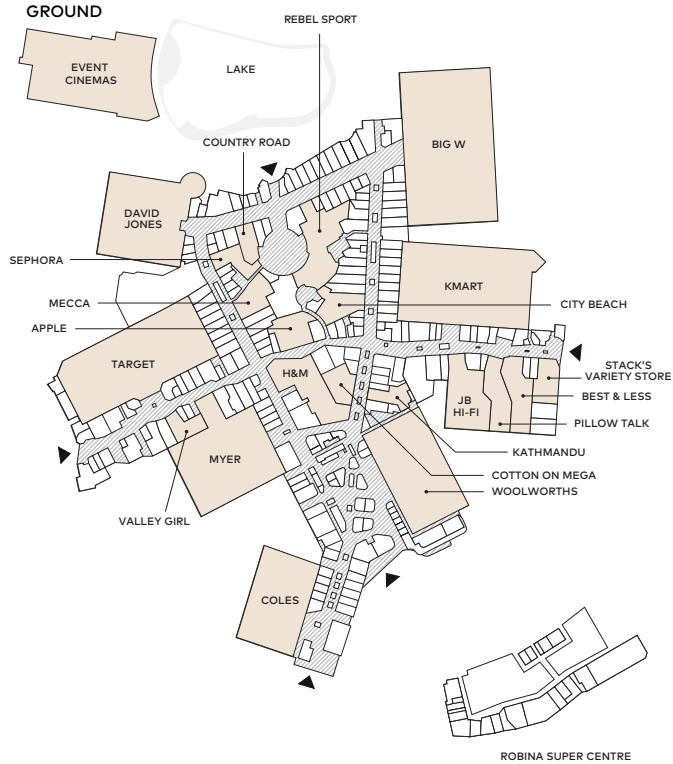 GROUND
REBEL SPORT
EVENT
CINEMAS
LAKE
COUNTRY ROAD
BIG W
DAVID
JONES
SEPHORA
KMART
MECCA
CITY BEACH
APPLE
TARGET
H&M
STACK'S
VARIETY STORE
JB
HI-FI
BEST & LESS
PILLOW TALK
MYER
KATHMANDU
COTTON ON MEGA
WOOLWORTHS
VALLEY GIRL
COLES
ROBINA SUPER CENTRE